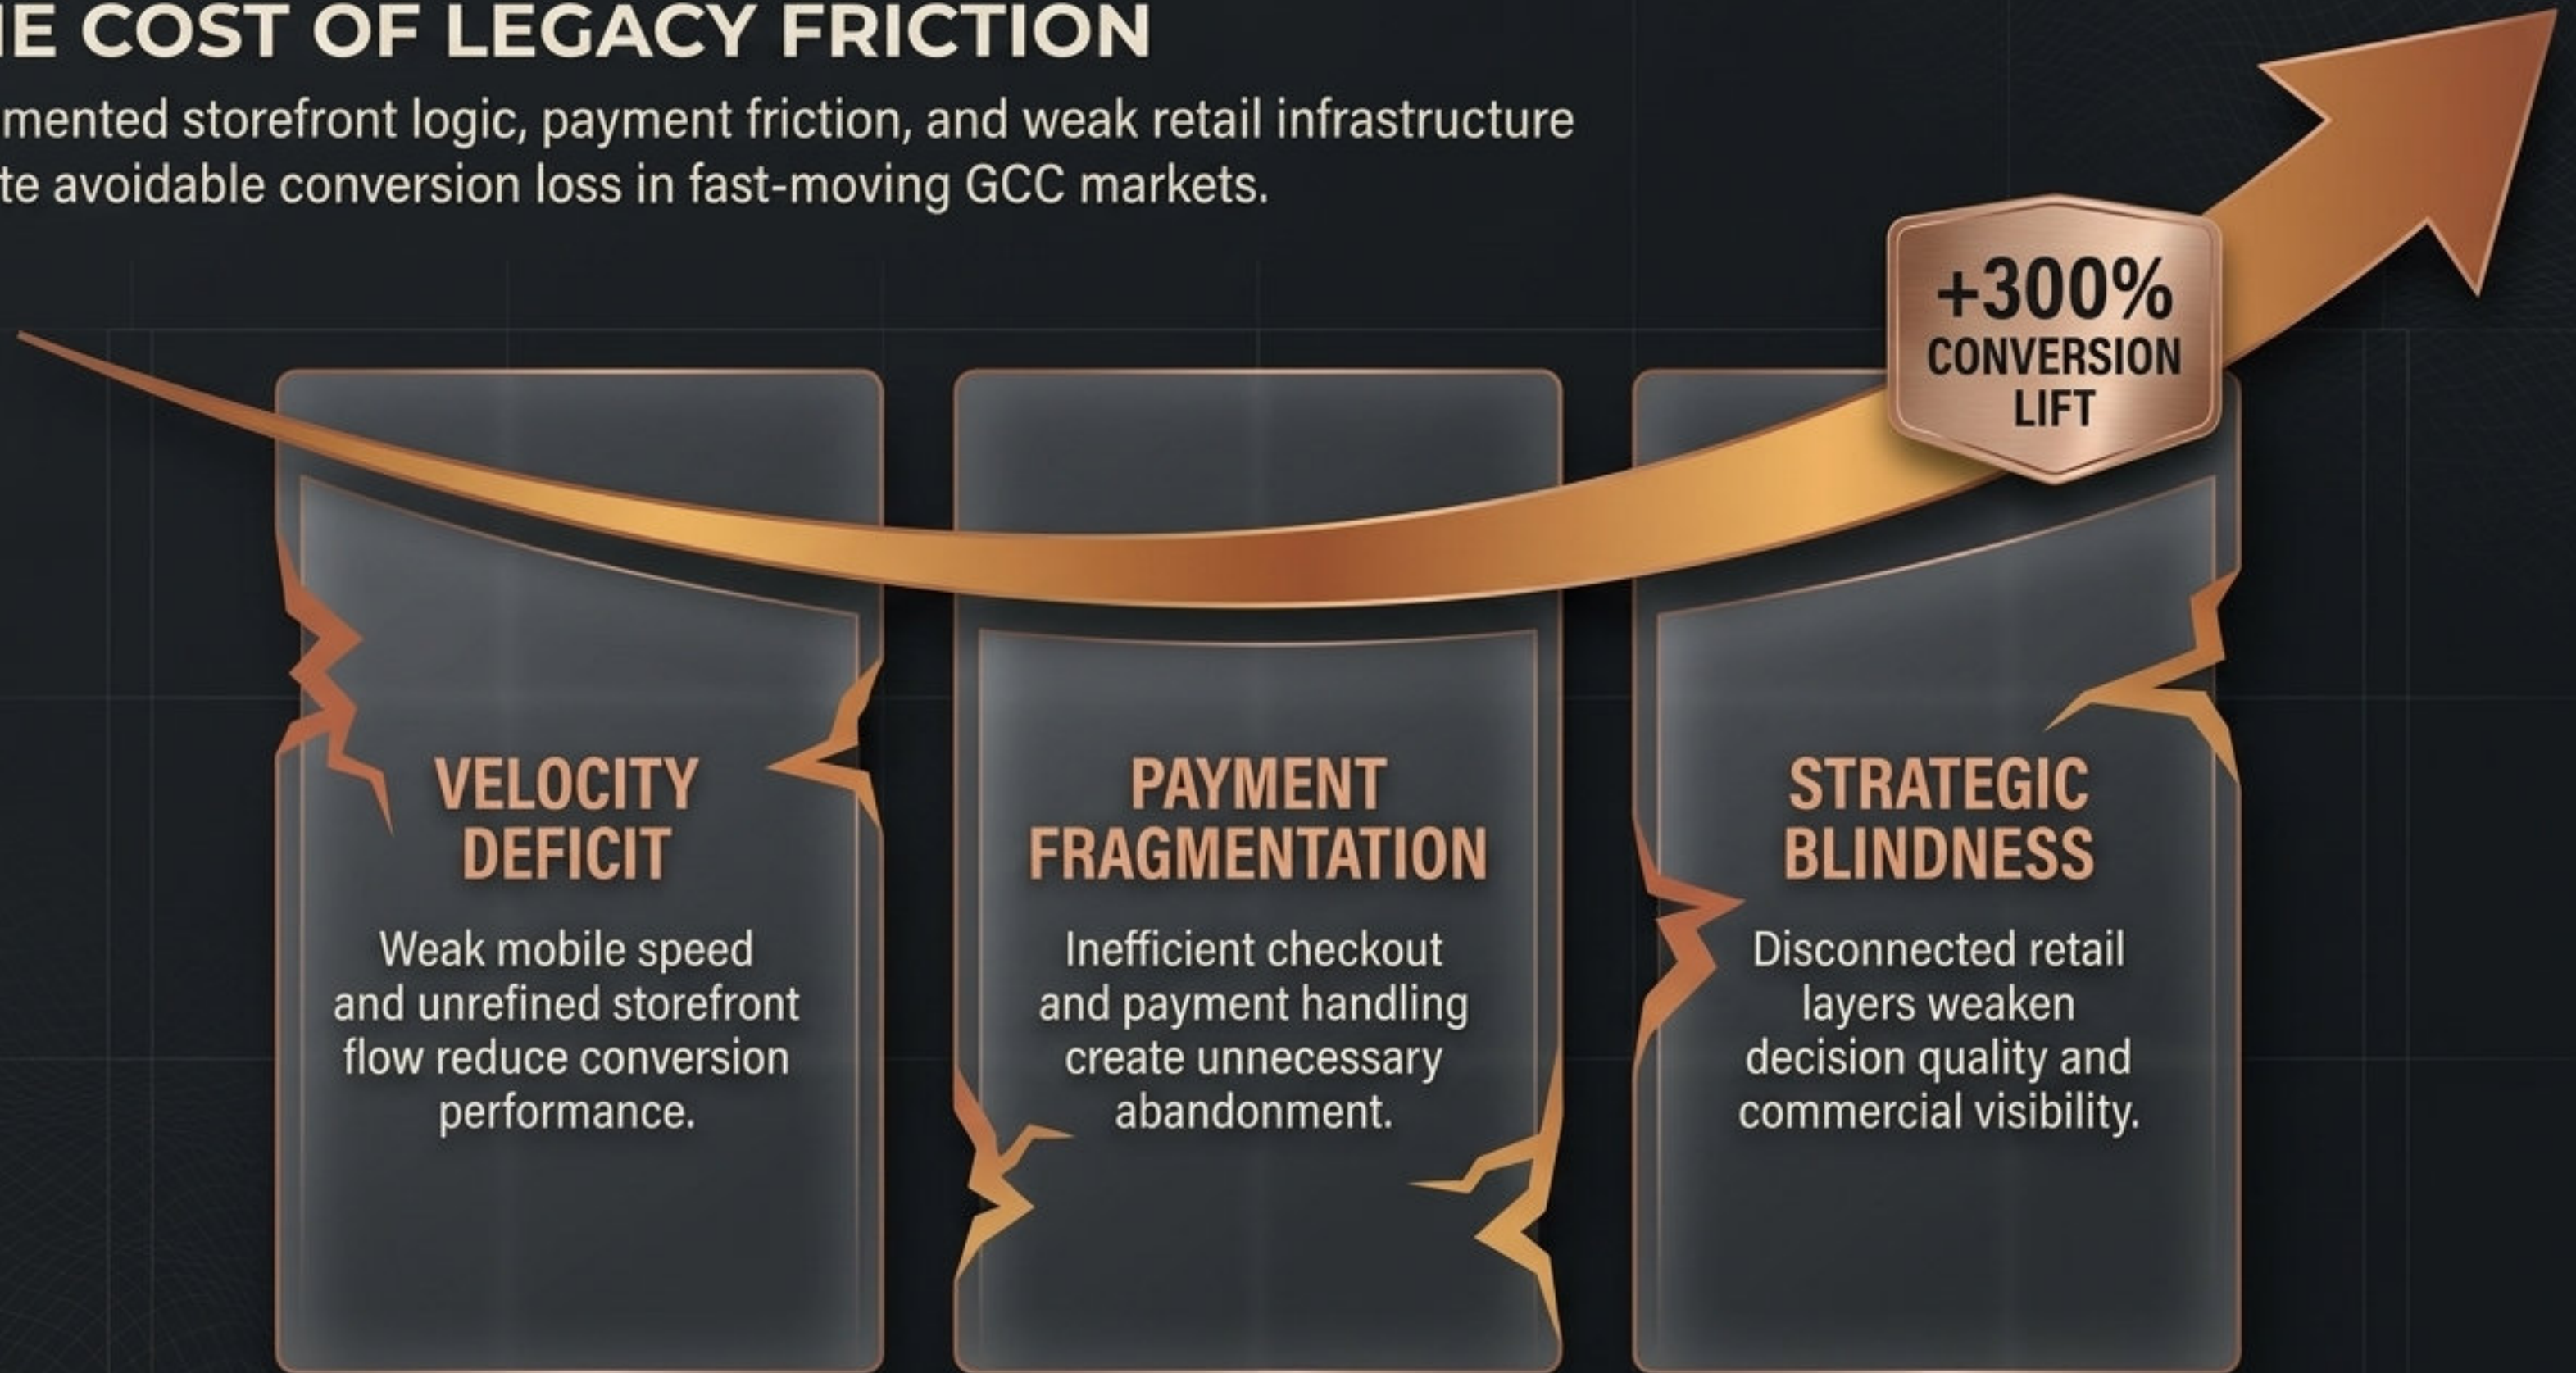 THE COST OF LEGACY FRICTION
mented storefront logic, payment friction, and weak retail infrastructure
te avoidable conversion loss in fast-moving GCC markets.
+300%
CONVERSION
LIFT
VELOCITY
DEFICIT
Weak mobile speed
and unrefined storefront
flow reduce conversion
performance.
PAYMENT
FRAGMENTATION
Inefficient checkout
and payment handling
create unnecessary
abandonment.
STRATEGIC
BLINDNESS
Disconnected retail
layers weaken
decision quality and
commercial visibility.